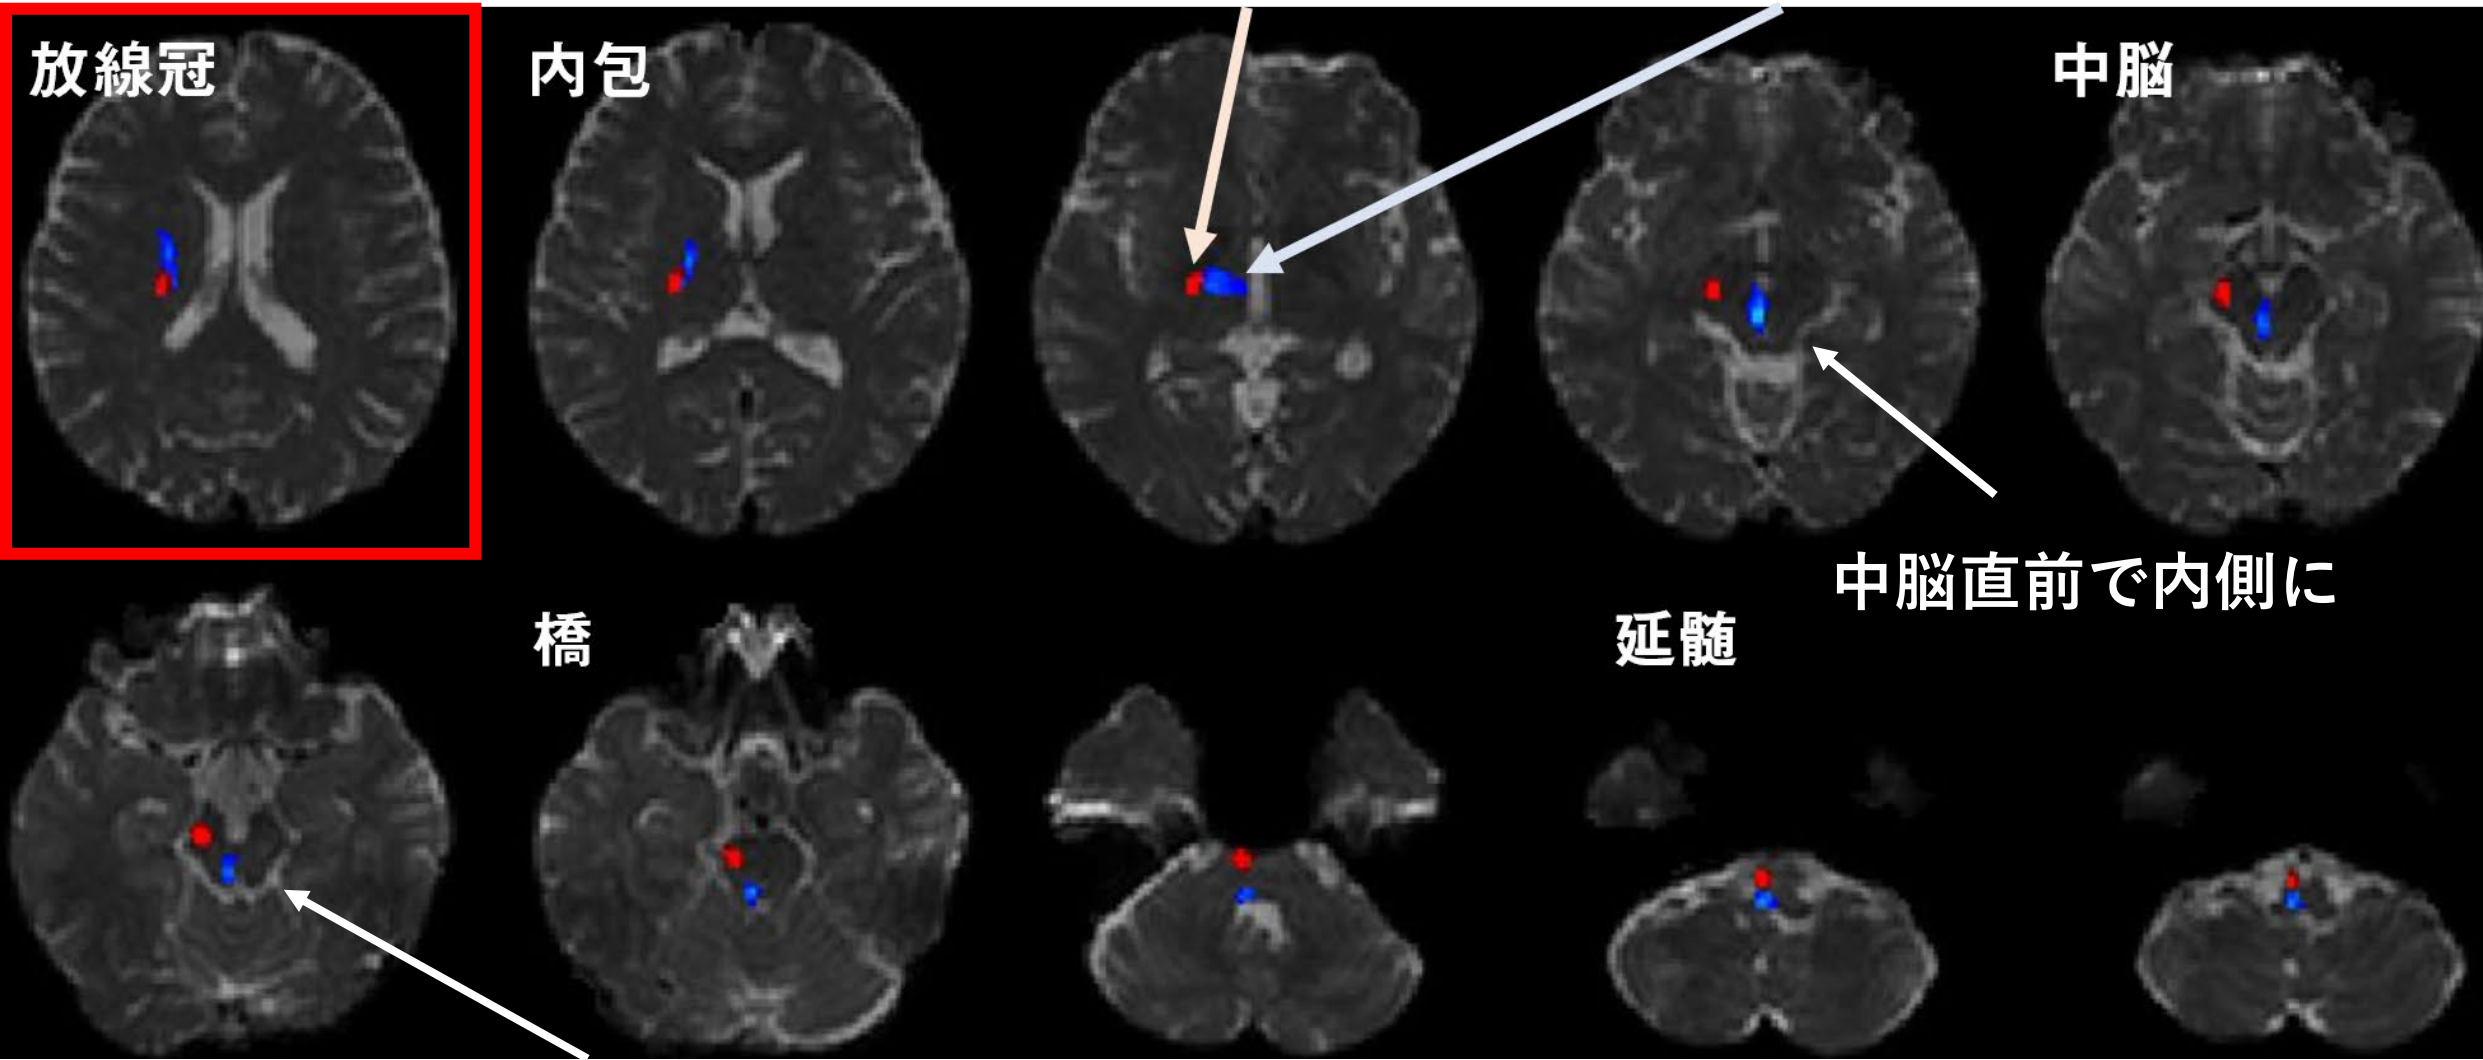 放線冠
内包
中脳
中脳直前で内側に
橋
延髄